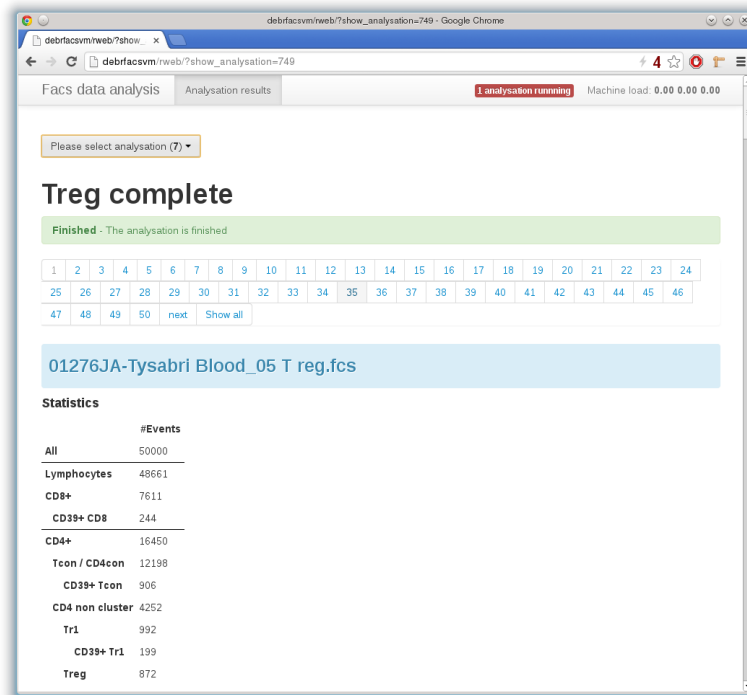 debrfacsvm/rweb/?show_analysation=749 - Google Chrome
debrfacsvm/rweb/?show_ ×
debrfacsvm/rweb/?show_analysation=749 4
Facs data analysis Analysation results 1 analysation runnning Machine load: 0.00 0.00 0.00
Please select analysation (7)
Treg complete
Finished - The analysation is finished
1 2 3 4 5 6 7 8 9 10 11 12 13 14 15 16 17 18 19 20 21 22 23 24
25 26 27 28 29 30 31 32 33 34 35 36 37 38 39 40 41 42 43 44 45 46
47 48 49 50 next Show all
01276JA-Tysabri Blood_05 T reg.fcs
Statistics
#Events
All 50000
Lymphocytes 48661
CD8+ 7611
CD39+ CD8 244
CD4+ 16450
Tcon / CD4con 12198
CD39+ Tcon 906
CD4 non cluster 4252
Tr1 992
CD39+ Tr1 199
Treg 872